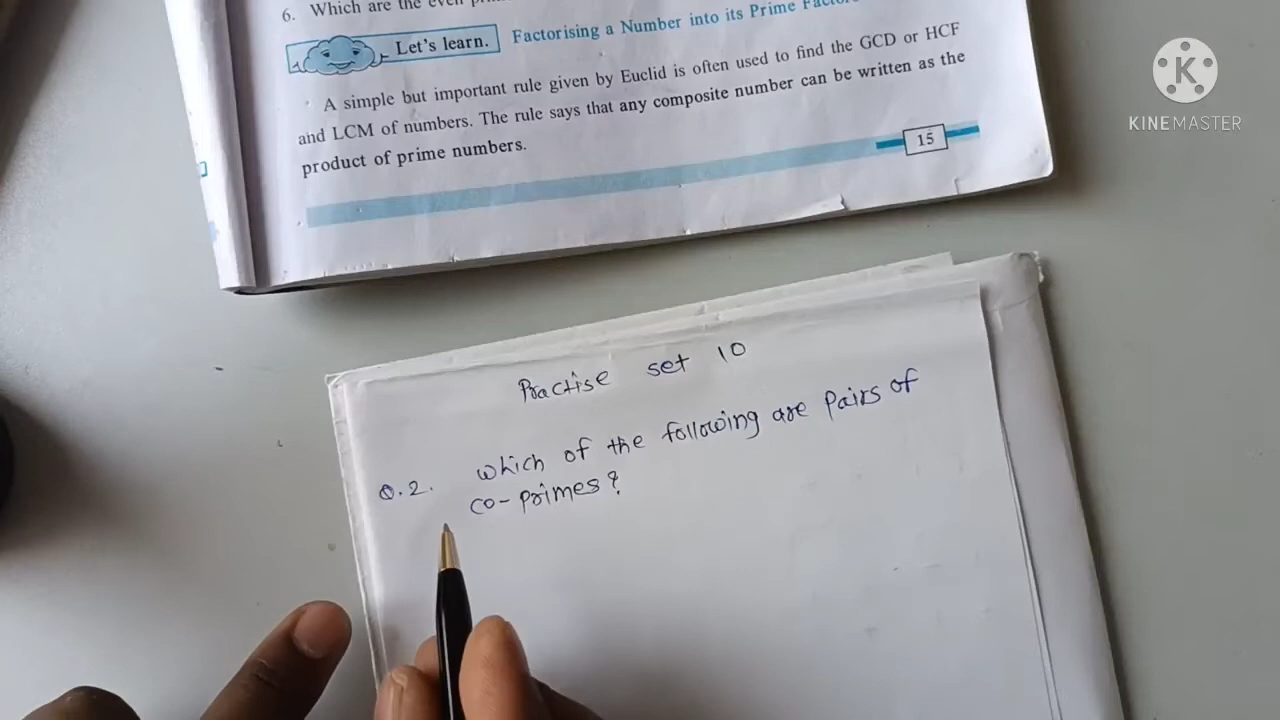 6. Which are the even
Let's learn.
Factorising a Number into its Prime
A simple but important rule given by Euclid is often used to find the GCD or HCF
and LCM of numbers. The rule says that any composite number can be written as the
product of prime numbers.
15
KINEMASTER
Practise set 10
Q.2. which of the following are pairs of
co-primes?